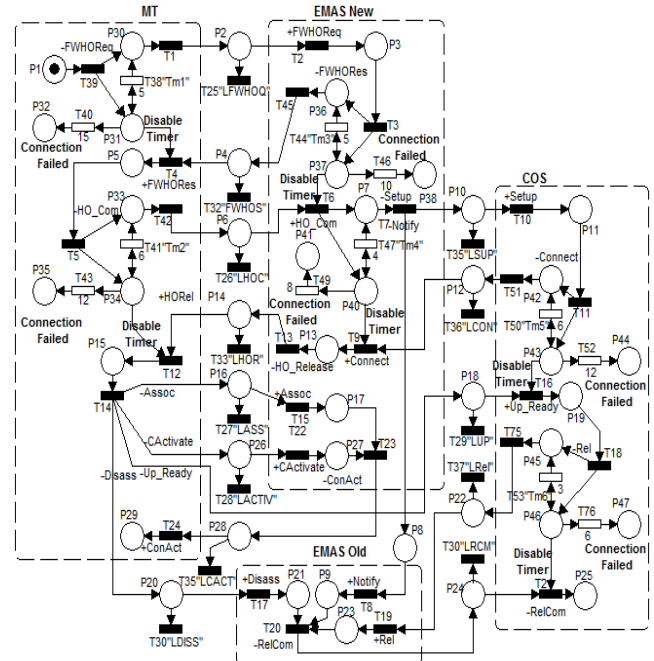 MT
EMAS New
P30
-FWHOReq
T1
P2
+FWHOReq
T2
P3
P1
T39
T38"Tm1"
5
T25"LFWHOQ"
-FWHORes
T45
P36
T3
P32
T40
15
P31
Disable
Timer
Connection
Failed
T44"Tm3"
5
Connection
Failed
P5
T4
+FWHORes
P4
P37
T46
10
P33
-HO_Com
T42
T32"FWHOS"
Disable
Timer
T6
+HO_Com
P7
-Setup
P38
T7-Notify
P10
+Setup
T10
COS
P11
P6
T5
T41"Tm2"
6
T26"LHOC"
P41
T47"Tm4"
4
T35"LSUP"
-Connect
P35
T43
12
P34
T49
8
P40
P12
T51
P42
T11
Connection
Failed
+HORel
P14
Connection
Failed
Disable
Timer
T36"LCON"
T50"Tm5"
6
P44
P15
Disable
Timer
T12
T33"LHOR"
T13
P13
-HO_Release
T9
+Connect
P43
T52
12
Connection
Failed
T14
-Assoc
P16
+Assoc
P17
P18
Disable
Timer
T16
+Up_Ready
P19
T27"LASS"
T15
T22
T23
T29"LUP"
T75
-Rel
T18
-CActivate
P26
P27
P45
-Disass
-Up_Ready
+CActivate
-ConAct
T37"LRel"
T28"LACTIV"
P22
T53"Tm6"
3
P46
T76
6
P47
P29
T24
+ConAct
P28
P8
T30"LRCM"
Disable
Timer
Connection
Failed
T35"LCACT"
EMAS Old
P20
+Disass
T17
P21
P9
+Notify
T8
P24
T2
P25
-RelCom
T30"LDISS"
T20
-RelCom
P23
T19
+Rel